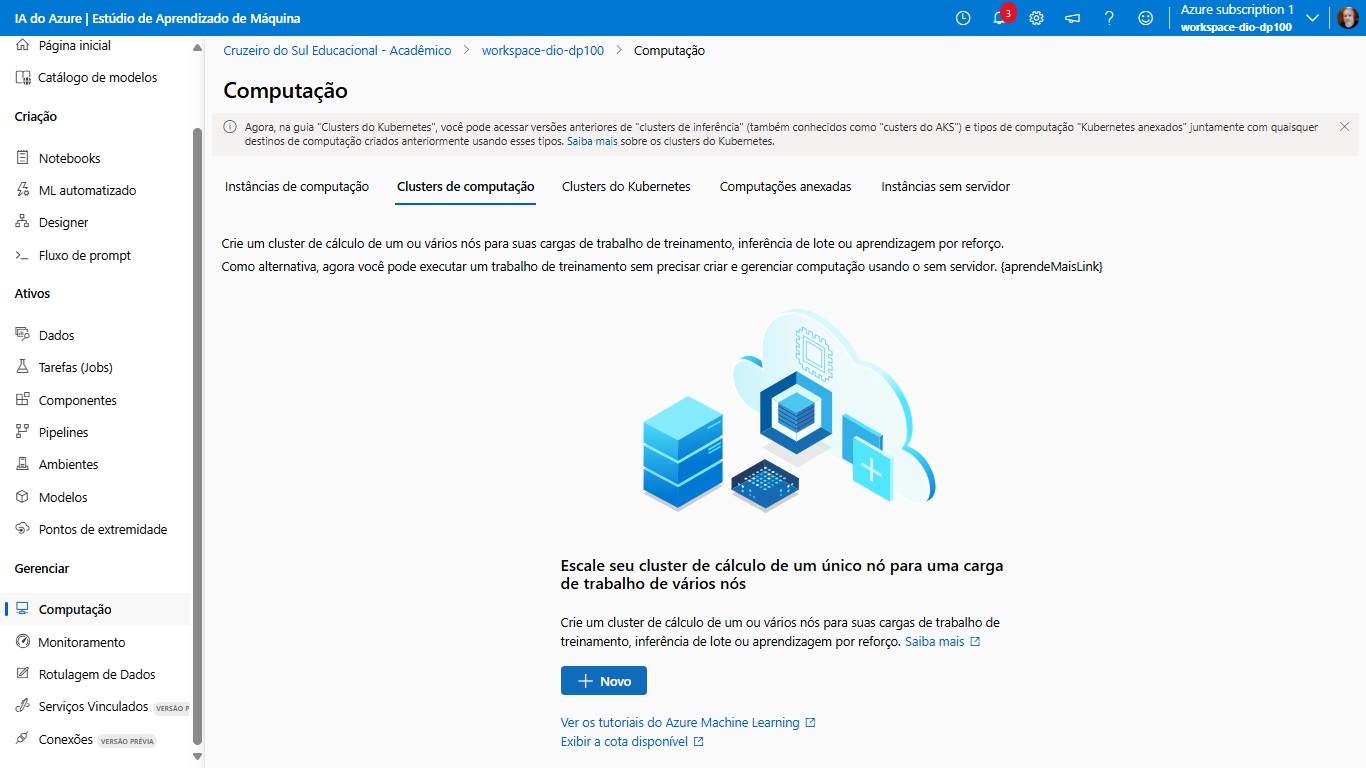 IA do Azure | Estúdio de Aprendizado de Máquina
3
Azure subscription 1
workspace-dio-dp100
Página inicial
Catálogo de modelos
Criação
Notebooks
ML automatizado
Designer
Fluxo de prompt
Ativos
Dados
Tarefas (Jobs)
Componentes
Pipelines
Ambientes
Modelos
Pontos de extremidade
Gerenciar
Computação
Monitoramento
Rotulagem de Dados
Serviços Vinculados VERSÃO P
Conexões VERSÃO PRÉVIA
Cruzeiro do Sul Educacional - Acadêmico > workspace-dio-dp100 > Computação
Computação
Agora, na guia "Clusters do Kubernetes", você pode acessar versões anteriores de "clusters de inferência" (também conhecidos como "custers do AKS") e tipos de computação "Kubernetes anexados" juntamente com quaisquer
destinos de computação criados anteriormente usando esses tipos. Saiba mais sobre os clusters do Kubernetes.
Instâncias de computação Clusters de computação Clusters do Kubernetes Computações anexadas Instâncias sem servidor
Crie um cluster de cálculo de um ou vários nós para suas cargas de trabalho de treinamento, inferência de lote ou aprendizagem por reforço.
Como alternativa, agora você pode executar um trabalho de treinamento sem precisar criar e gerenciar computação usando o sem servidor. {aprendeMaisLink}
Escale seu cluster de cálculo de um único nó para uma carga
de trabalho de vários nós
Crie um cluster de cálculo de um ou vários nós para suas cargas de trabalho de
treinamento, inferência de lote ou aprendizagem por reforço. Saiba mais
Novo
Ver os tutoriais do Azure Machine Learning
Exibir a cota disponível